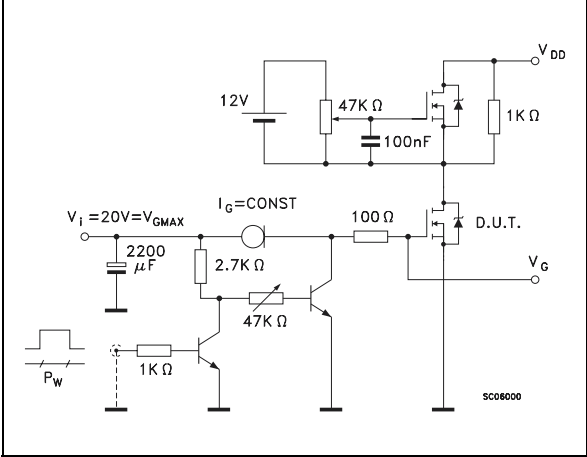 V_DD
12V
47K Ω
1K Ω
100nF
I_G=CONST
V_i =20V=V_GMAX
100 Ω
D.U.T.
2200
μF
2.7K Ω
V_G
47K Ω
1K Ω
P_W
SC06000